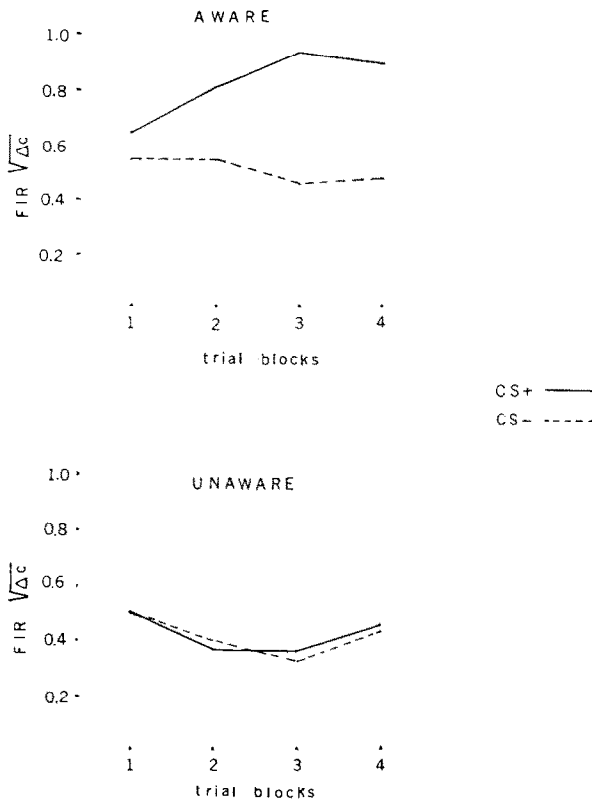 AWARE
1.0
0.8
0.6
0.4
0.2
FIR √Δc
1 2 3 4
trial blocks
CS+
CS-
UNAWARE
1.0
0.8
0.6
0.4
0.2
FIR √Δc
1 2 3 4
trial blocks